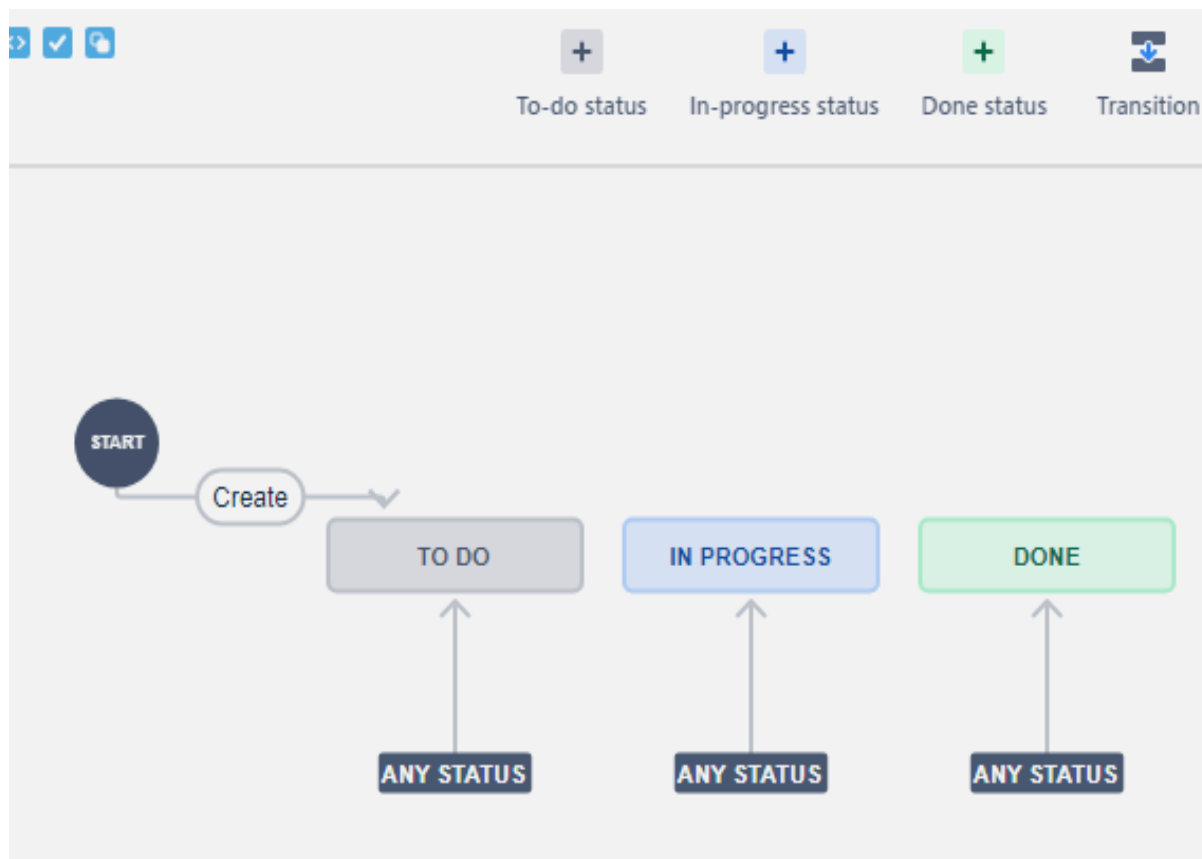 To-do status
In-progress status
Done status
Transition
START
Create
TO DO
IN PROGRESS
DONE
ANY STATUS
ANY STATUS
ANY STATUS